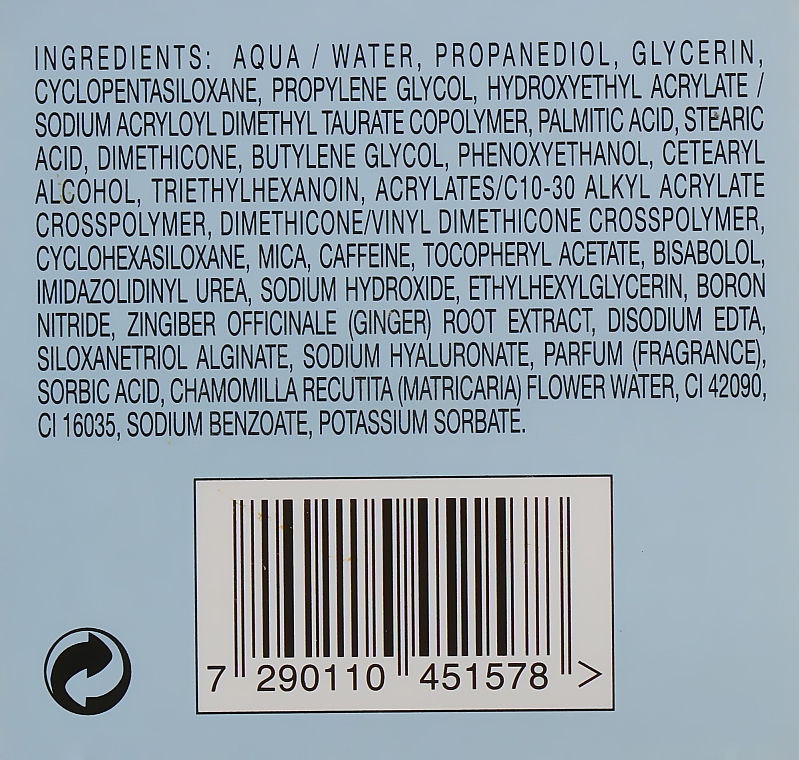 INGREDIENTS: AQUA / WATER, PROPANEDIOL, GLYCERIN,
CYCLOPENTASILOXANE, PROPYLENE GLYCOL, HYDROXYETHYL ACRYLATE /
SODIUM ACRYLOYL DIMETHYL TAURATE COPOLYMER, PALMITIC ACID, STEARIC
ACID, DIMETHICONE, BUTYLENE GLYCOL, PHENOXYETHANOL, CETEARYL
ALCOHOL, TRIETHYLHEXANOIN, ACRYLATES/C10-30 ALKYL ACRYLATE
CROSSPOLYMER, DIMETHICONE/VINYL DIMETHICONE CROSSPOLYMER,
CYCLOHEXASILOXANE, MICA, CAFFEINE, TOCOPHERYL ACETATE, BISABOLOL,
IMIDAZOLIDINYL UREA, SODIUM HYDROXIDE, ETHYLHEXYLGLYCERIN, BORON
NITRIDE, ZINGIBER OFFICINALE (GINGER) ROOT EXTRACT, DISODIUM EDTA,
SILOXANETRIOL ALGINATE, SODIUM HYALURONATE, PARFUM (FRAGRANCE),
SORBIC ACID, CHAMOMILLA RECUTITA (MATRICARIA) FLOWER WATER, CI 42090,
CI 16035, SODIUM BENZOATE, POTASSIUM SORBATE.
7 290110 451578 >